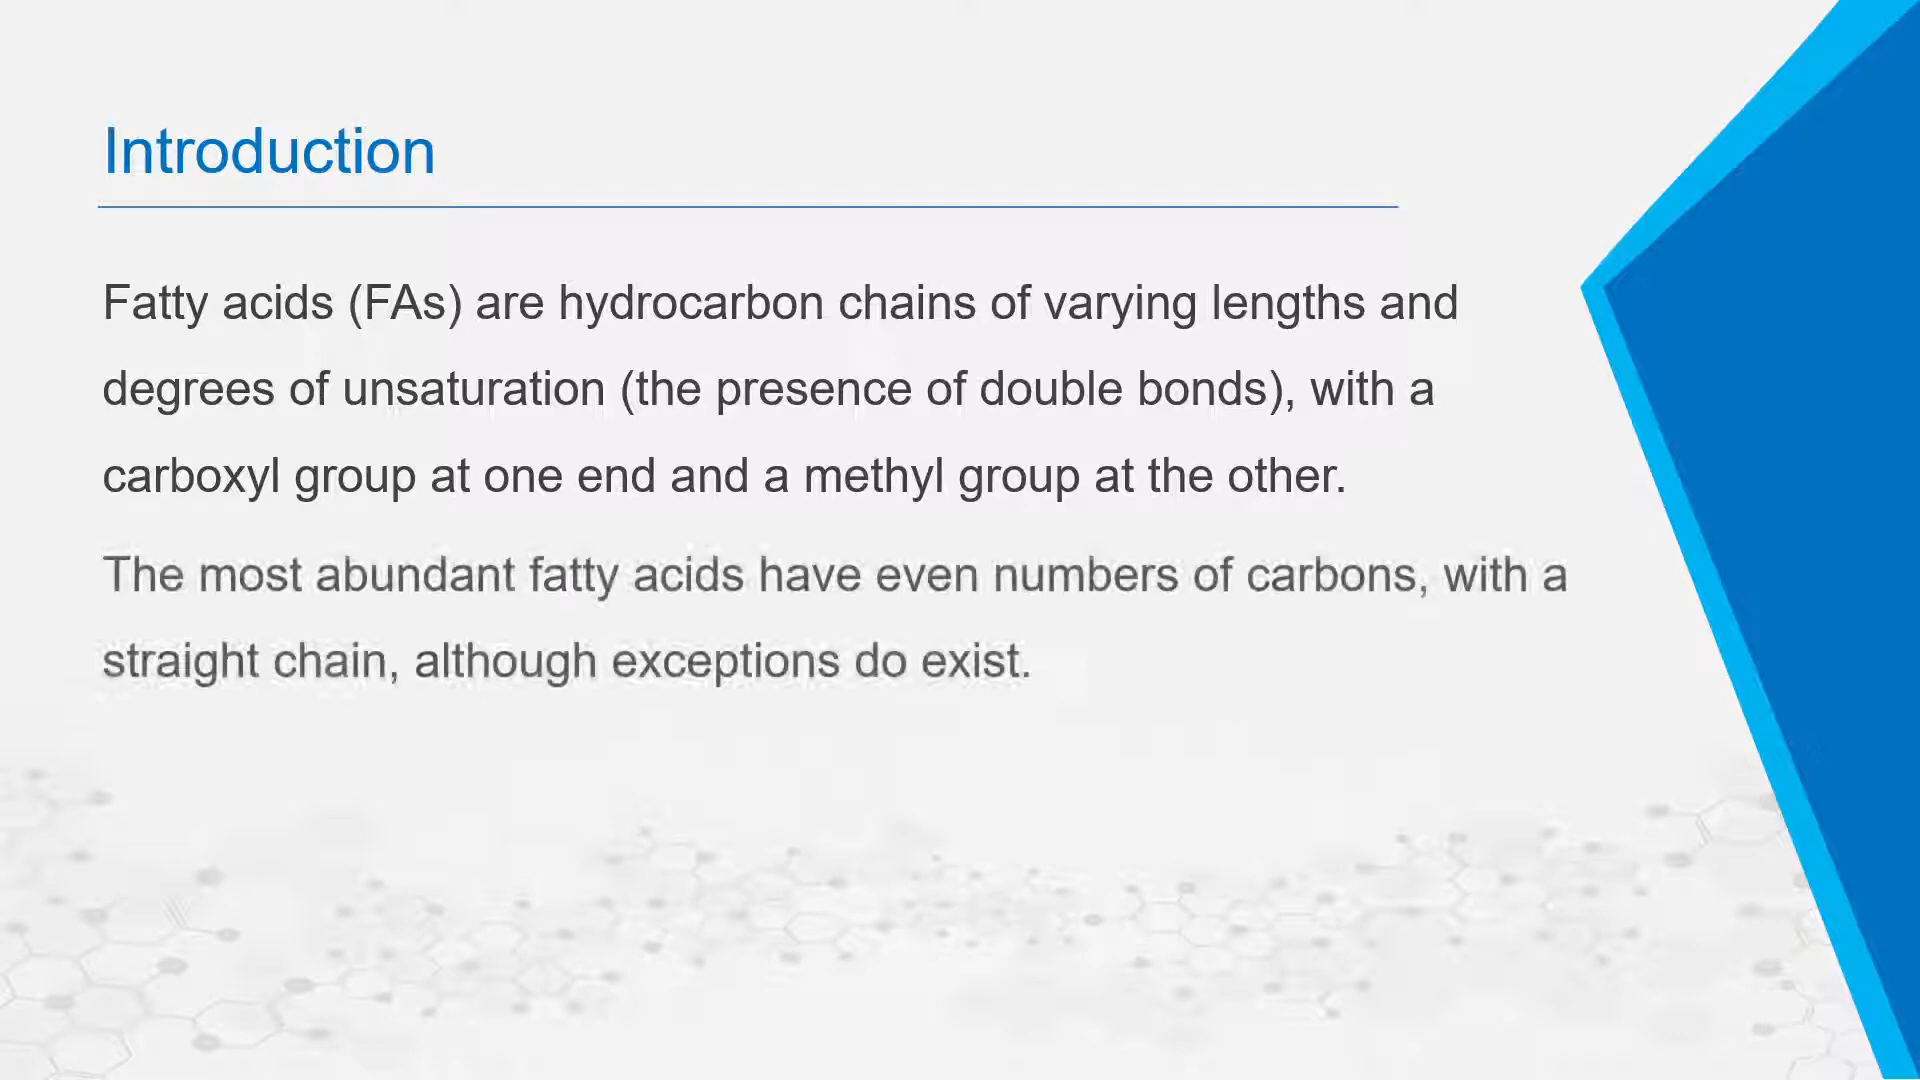 Introduction
Fatty acids (FAs) are hydrocarbon chains of varying lengths and
degrees of unsaturation (the presence of double bonds), with a
carboxyl group at one end and a methyl group at the other.
The most abundant fatty acids have even numbers of carbons, with a
straight chain, although exceptions do exist.